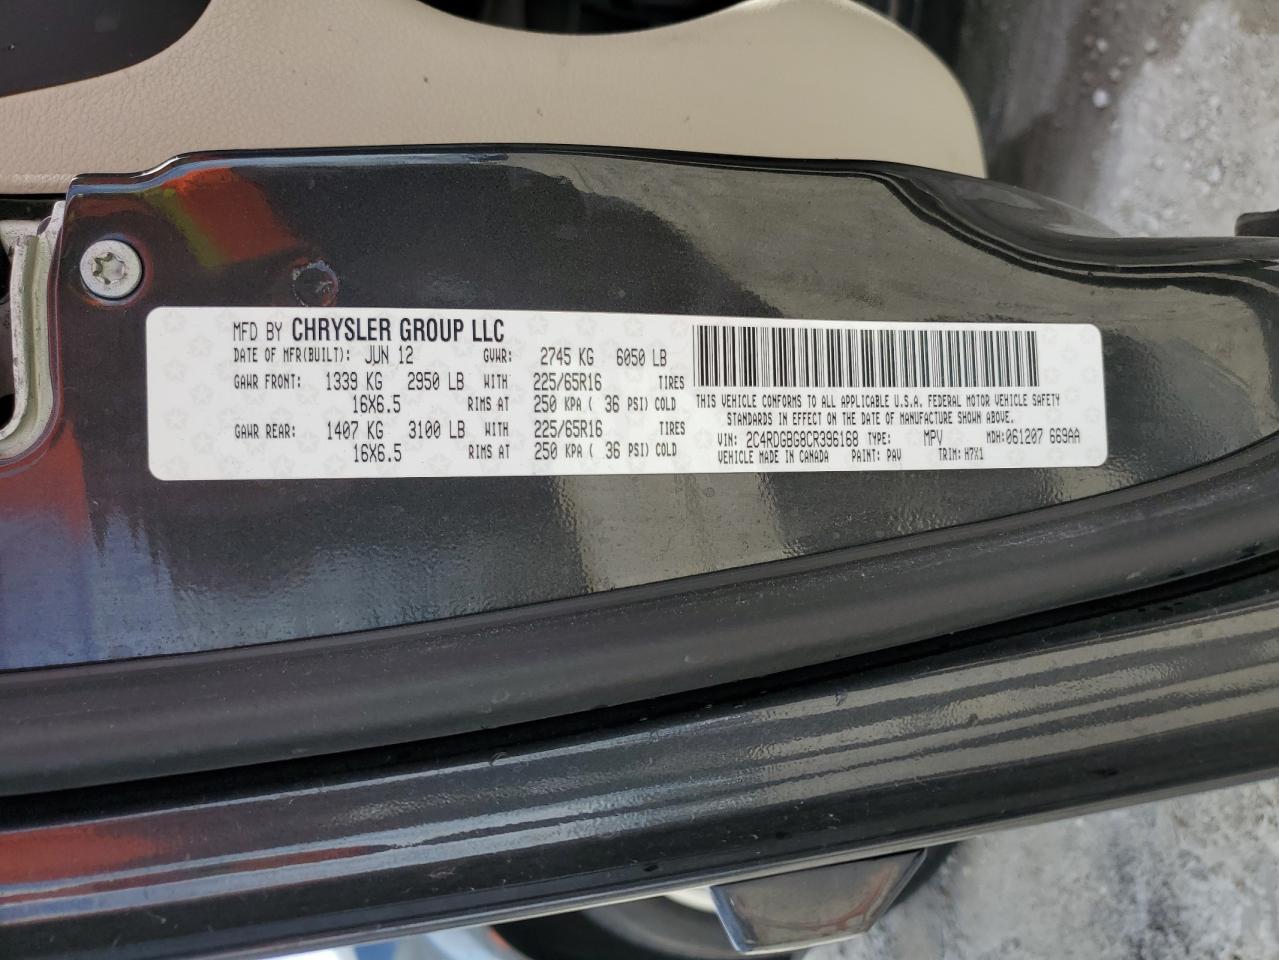 MFD BY CHRYSLER GROUP LLC
DATE OF MFR(BUILT): JUN 12 GVWR: 2745 KG 6050 LB
GAWR FRONT: 1339 KG 2950 LB WITH 225/65R16 TIRES
16X6.5 RIMS AT 250 KPA ( 36 PSI) COLD
GAWR REAR: 1407 KG 3100 LB WITH 225/65R16 TIRES
16X6.5 RIMS AT 250 KPA ( 36 PSI) COLD
THIS VEHICLE CONFORMS TO ALL APPLICABLE U.S.A. FEDERAL MOTOR VEHICLE SAFETY
STANDARDS IN EFFECT ON THE DATE OF MANUFACTURE SHOWN ABOVE.
VIN: 2C4RDGBG8CR396168 TYPE: MPV MDH:061207 669AA
VEHICLE MADE IN CANADA PAINT: PAV TRIM: H7X1